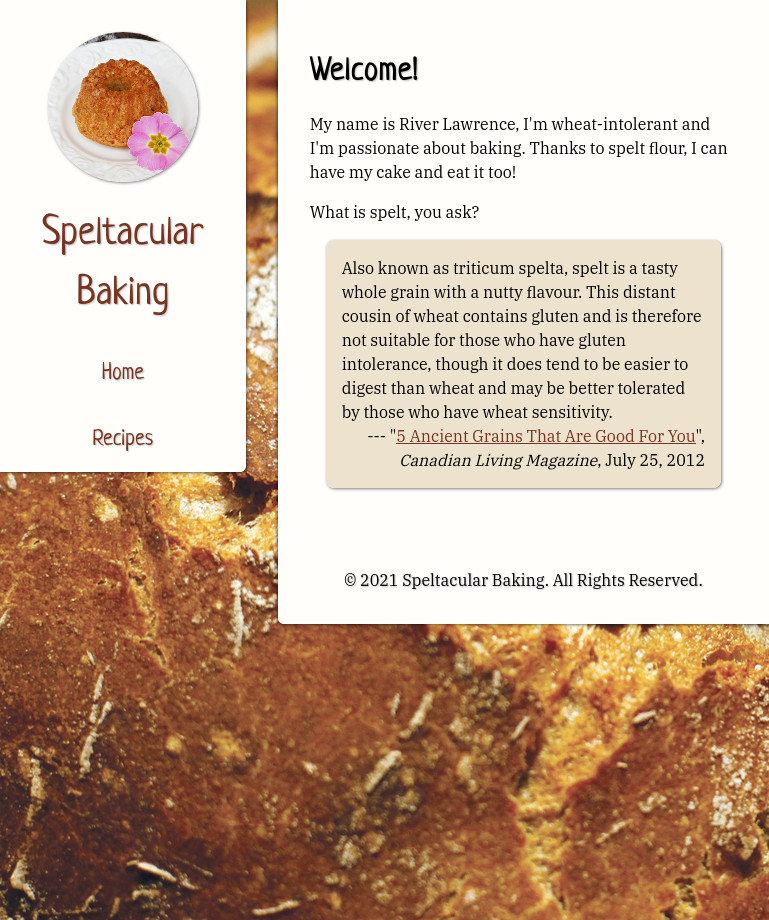 Speltacular
Baking
Home
Recipes
Welcome!
My name is River Lawrence, I'm wheat-intolerant and
I'm passionate about baking. Thanks to spelt flour, I can
have my cake and eat it too!
What is spelt, you ask?
Also known as triticum spelta, spelt is a tasty
whole grain with a nutty flavour. This distant
cousin of wheat contains gluten and is therefore
not suitable for those who have gluten
intolerance, though it does tend to be easier to
digest than wheat and may be better tolerated
by those who have wheat sensitivity.
--- "5 Ancient Grains That Are Good For You",
Canadian Living Magazine, July 25, 2012
© 2021 Speltacular Baking. All Rights Reserved.